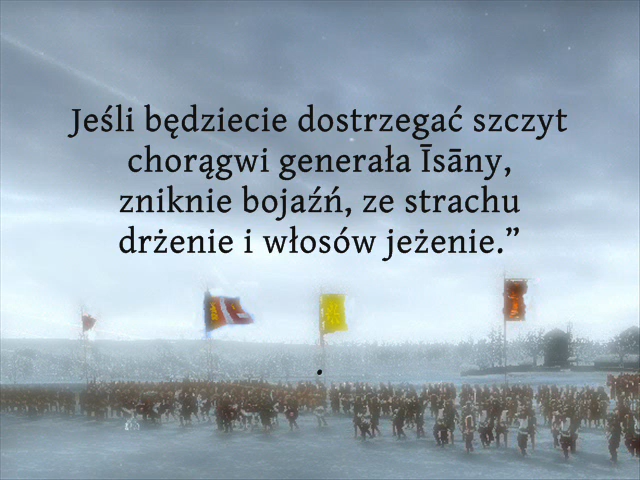 Jeśli będziecie dostrzegać szczyt
chorągwi generała Īsāny,
zniknie bojaźń, ze strachu
drżenie i włosów jeżenie.”
.